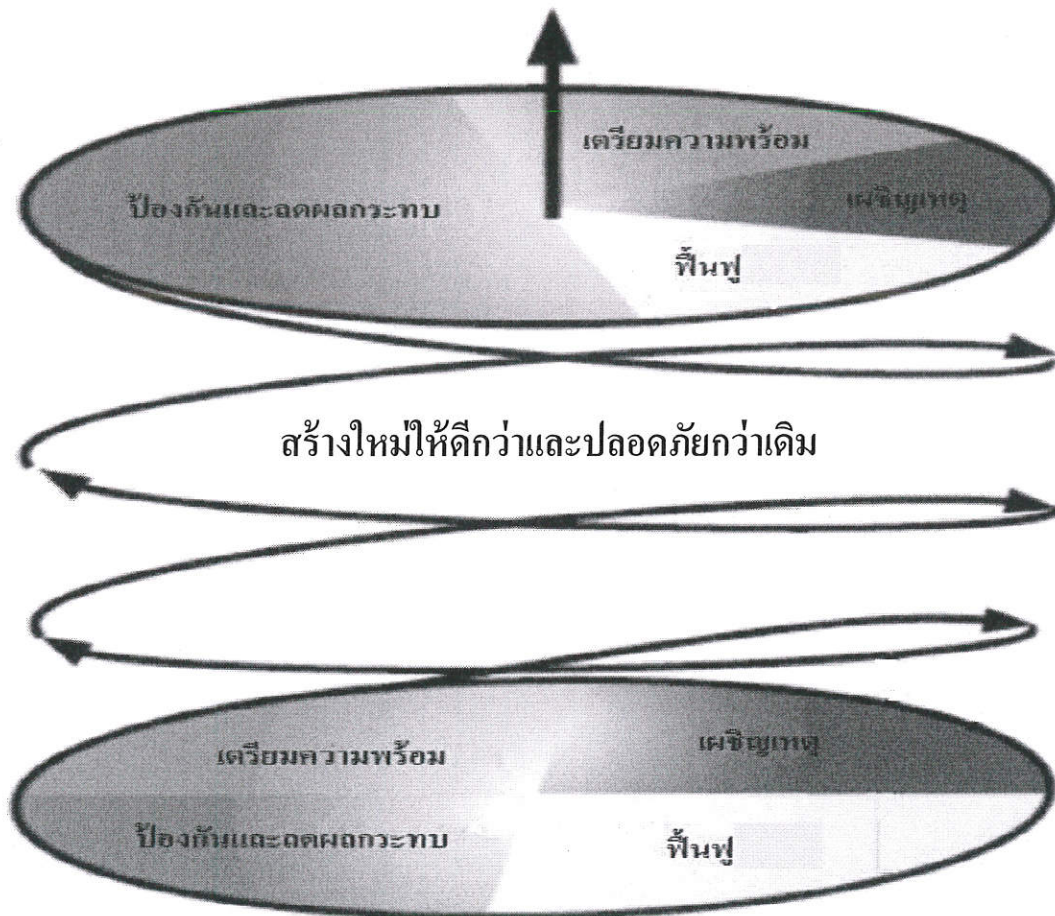 เตรียมความพร้อม
ป้องกันและลดผลกระทบ
เผชิญเหตุ
ฟื้นฟู
สร้างใหม่ให้ดีกว่าและปลอดภัยกว่าเดิม
เตรียมความพร้อม
เผชิญเหตุ
ป้องกันและลดผลกระทบ
ฟื้นฟู